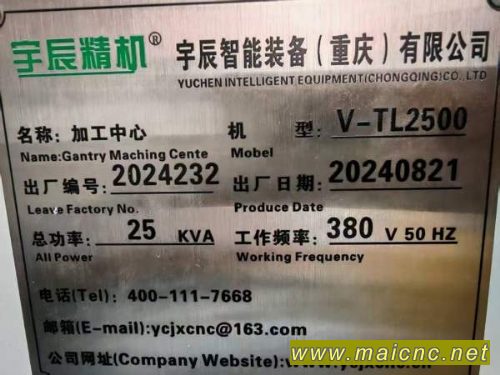 宇辰精机® 宇辰智能装备(重庆)有限公司
YUCHEN INTELLIGENT EQUIPMENT(CHONGQING)CO., LTD
名称: 加工中心 机 型: V-TL2500
Name:Gantry Maching Cente Mobel
出厂编号: 2024232 出厂日期: 20240821
Leave Factory No. Produce Date
总功率: 25 KVA 工作频率: 380 V 50 HZ
All Power Working Frequency
电话(Tel): 400-111-7668
邮箱(E-mail):ycjxcnc@163.com
公司网址(Company Website):
www.maicnc.net